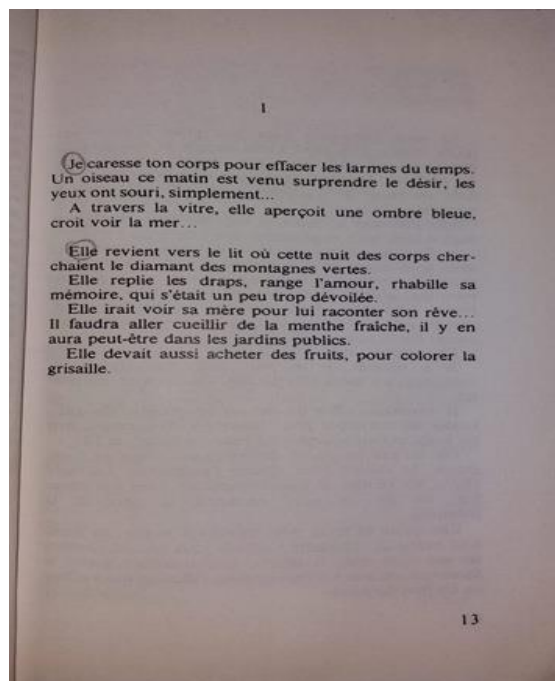 1
Je caresse ton corps pour effacer les larmes du temps.
Un oiseau ce matin est venu surprendre le désir, les
yeux ont souri, simplement...
A travers la vitre, elle aperçoit une ombre bleue,
croit voir la mer...
Elle revient vers le lit où cette nuit des corps cher-
chaient le diamant des montagnes vertes.
Elle replie les draps, range l'amour, rhabille sa
mémoire, qui s'était un peu trop dévoilée.
Elle irait voir sa mère pour lui raconter son rêve...
Il faudra aller cueillir de la menthe fraîche, il y en
aura peut-être dans les jardins publics.
Elle devait aussi acheter des fruits, pour colorer la
grisaille.
13